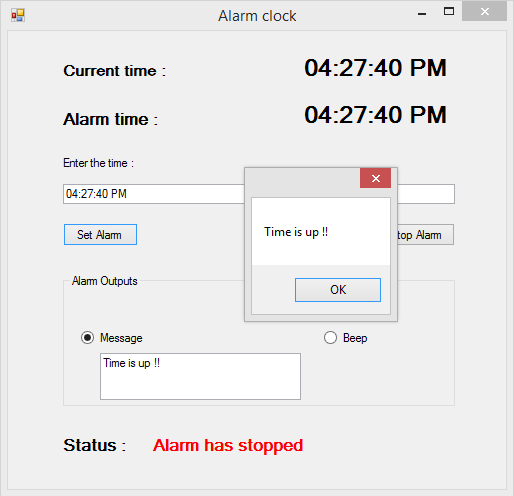 Alarm clock
Current time : 04:27:40 PM
Alarm time : 04:27:40 PM
Enter the time :
04:27:40 PM
Time is up !!
Set Alarm top Alarm
OK
Alarm Outputs
Message Beep
Time is up !!
Status : Alarm has stopped